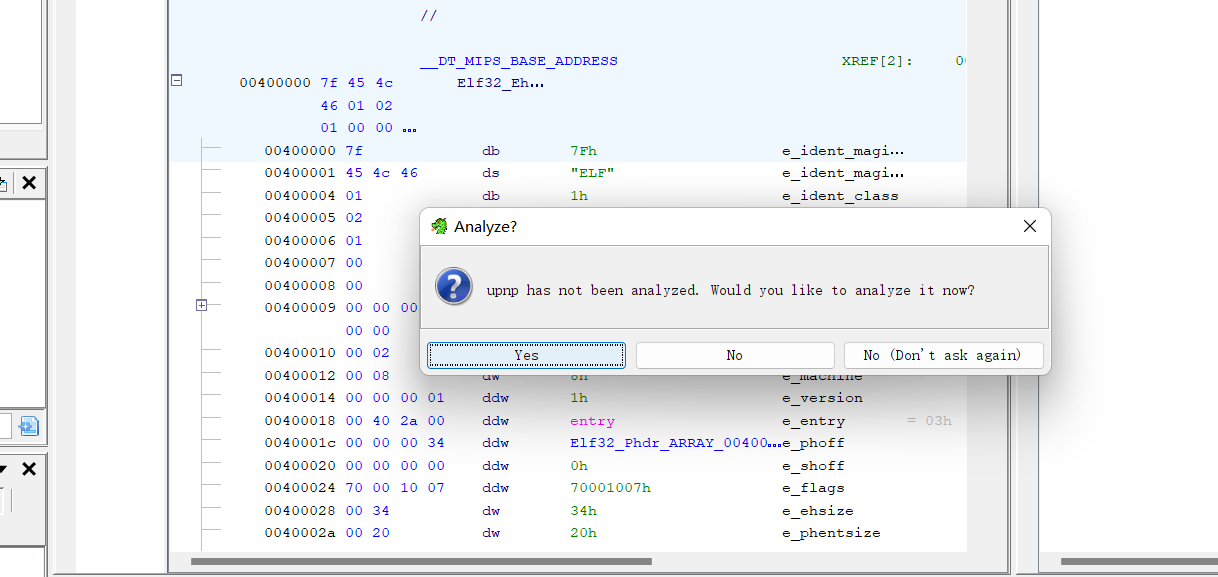 //
__DT_MIPS_BASE_ADDRESS XREF[2]: 00
00400000 7f 45 4c Elf32_Eh...
46 01 02
01 00 00 ...
00400000 7f db 7Fh e_ident_magi...
00400001 45 4c 46 ds "ELF" e_ident_magi...
00400004 01 db 1h e_ident_class
00400005 02
00400006 01
00400007 00
00400008 00
00400009 00 00 00
00 00
Analyze?
upnp has not been analyzed. Would you like to analyze it now?
Yes No No (Don't ask again)
00400010 00 02
00400012 00 08 dw 8h e_machine
00400014 00 00 00 01 ddw 1h e_version
00400018 00 40 2a 00 ddw entry e_entry = 03h
0040001c 00 00 00 34 ddw Elf32_Phdr_ARRAY_00400... e_phoff
00400020 00 00 00 00 ddw 0h e_shoff
00400024 70 00 10 07 ddw 70001007h e_flags
00400028 00 34 dw 34h e_ehsize
0040002a 00 20 dw 20h e_phentsize